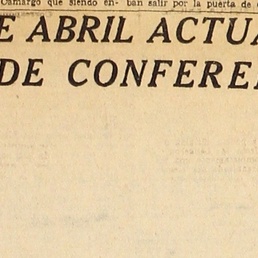 Camargo que siendo en- ban salir por la puerta de
E ABRIL ACTUA
DE CONFERE